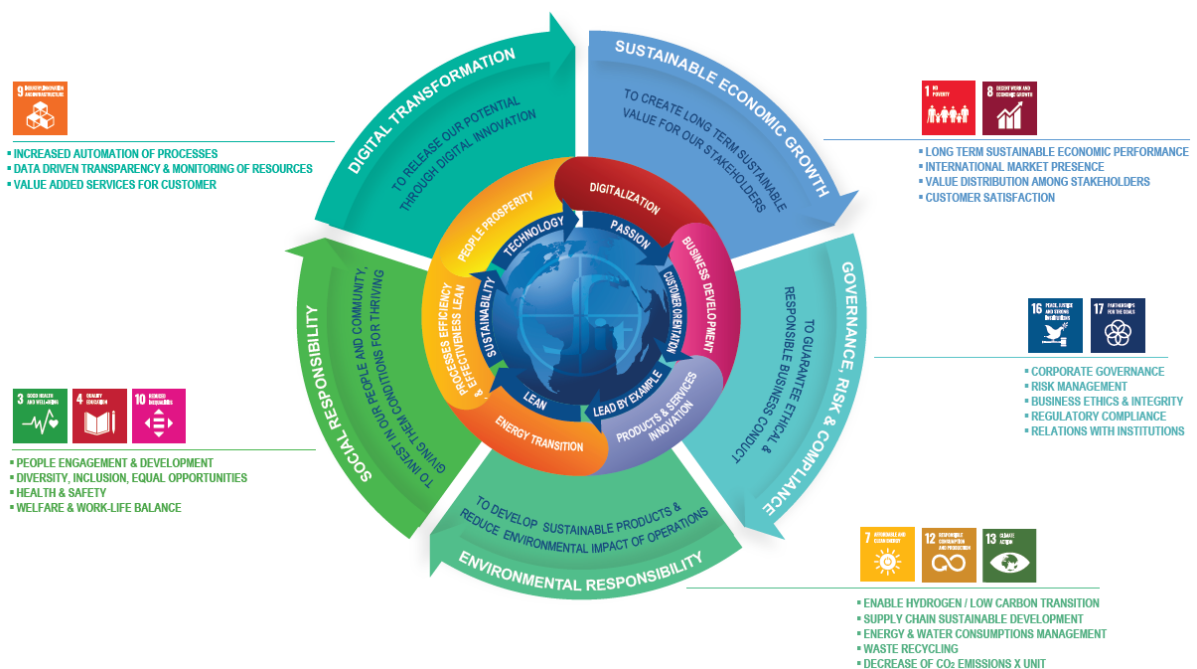 DIGITAL TRANSFORMATION
TO RELEASE OUR POTENTIAL
THROUGH DIGITAL INNOVATION
SUSTAINABLE ECONOMIC GROWTH
TO CREATE LONG TERM SUSTAINABLE
VALUE FOR OUR STAKEHOLDERS
GOVERNANCE, RISK & COMPLIANCE
TO GUARANTEE ETHICAL &
RESPONSIBLE BUSINESS CONDUCT
ENVIRONMENTAL RESPONSIBILITY
TO DEVELOP SUSTAINABLE PRODUCTS &
REDUCE ENVIRONMENTAL IMPACT OF OPERATIONS
SOCIAL RESPONSIBILITY
TO INVEST IN OUR PEOPLE AND COMMUNITY,
GIVING THEM CONDITIONS FOR THRIVING
PEOPLE PROSPERITY
DIGITALIZATION
BUSINESS DEVELOPMENT
PRODUCTS & SERVICES
INNOVATION
ENERGY TRANSITION
PROCESSES EFFICIENCY
& EFFECTIVENESS LEAN
TECHNOLOGY
PASSION
CUSTOMER ORIENTATION
LEAD BY EXAMPLE
LEAN
SUSTAINABILITY
9 INDUSTRY, INNOVATION
AND INFRASTRUCTURE
▪ INCREASED AUTOMATION OF PROCESSES
▪ DATA DRIVEN TRANSPARENCY & MONITORING OF RESOURCES
▪ VALUE ADDED SERVICES FOR CUSTOMER
1 NO
POVERTY
8 DECENT WORK AND
ECONOMIC GROWTH
▪ LONG TERM SUSTAINABLE ECONOMIC PERFORMANCE
▪ INTERNATIONAL MARKET PRESENCE
▪ VALUE DISTRIBUTION AMONG STAKEHOLDERS
▪ CUSTOMER SATISFACTION
16 PEACE, JUSTICE
AND STRONG
INSTITUTIONS
17 PARTNERSHIPS
FOR THE GOALS
▪ CORPORATE GOVERNANCE
▪ RISK MANAGEMENT
▪ BUSINESS ETHICS & INTEGRITY
▪ REGULATORY COMPLIANCE
▪ RELATIONS WITH INSTITUTIONS
3 GOOD HEALTH
AND WELL-BEING
4 QUALITY
EDUCATION
10 REDUCED
INEQUALITIES
▪ PEOPLE ENGAGEMENT & DEVELOPMENT
▪ DIVERSITY, INCLUSION, EQUAL OPPORTUNITIES
▪ HEALTH & SAFETY
▪ WELFARE & WORK-LIFE BALANCE
7 AFFORDABLE AND
CLEAN ENERGY
12 RESPONSIBLE
CONSUMPTION
AND PRODUCTION
13 CLIMATE
ACTION
▪ ENABLE HYDROGEN / LOW CARBON TRANSITION
▪ SUPPLY CHAIN SUSTAINABLE DEVELOPMENT
▪ ENERGY & WATER CONSUMPTIONS MANAGEMENT
▪ WASTE RECYCLING
▪ DECREASE OF CO₂ EMISSIONS X UNIT